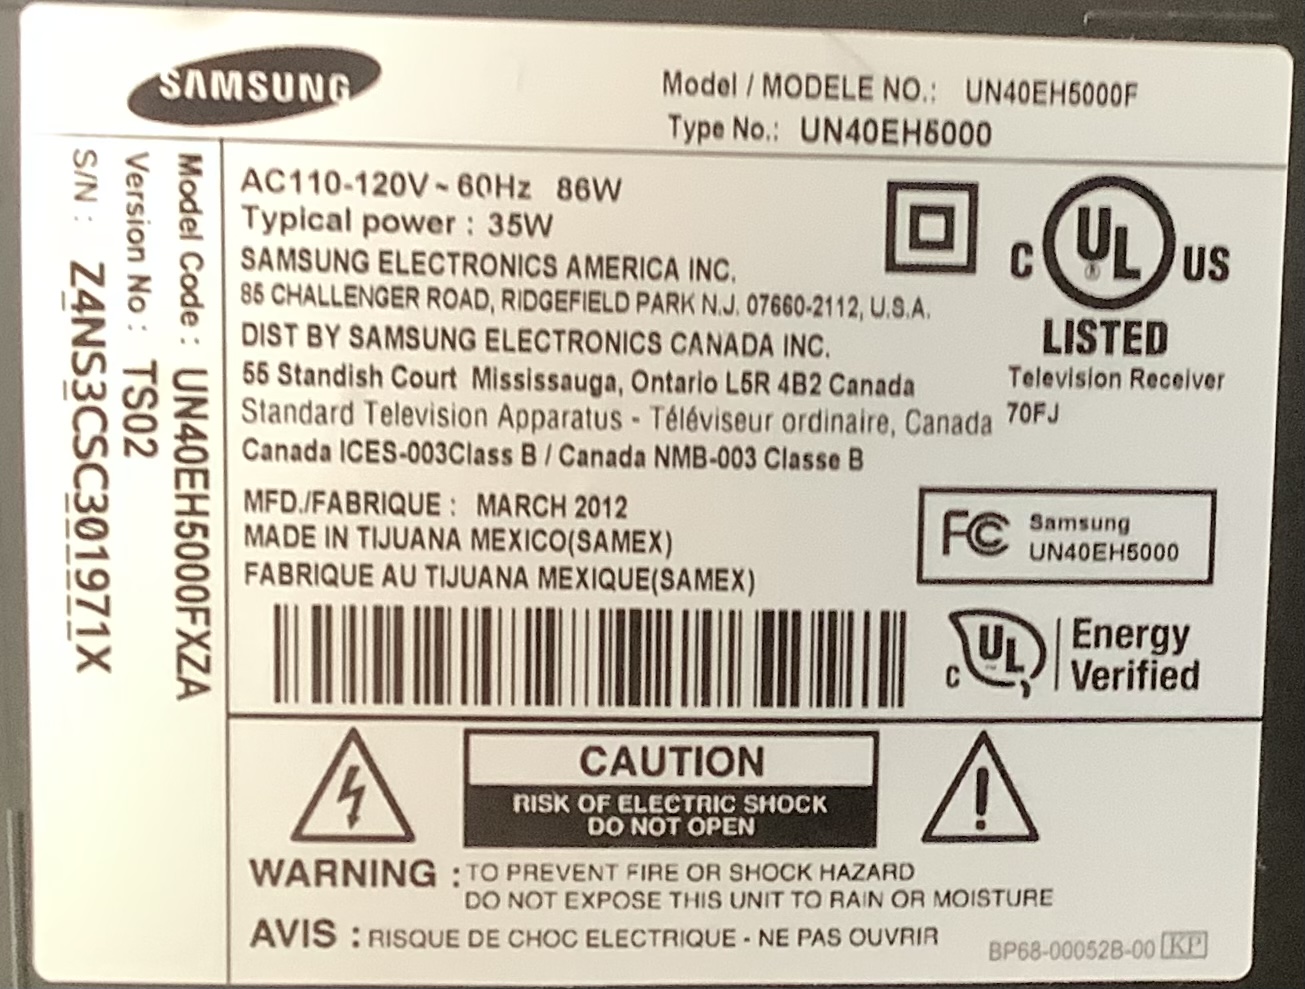 SAMSUNG
Model / MODELE NO.: UN40EH5000F
Type No.: UN40EH5000
Model Code : UN40EH5000FXZA
Version No : TS02
S/N : Z4NS3CSC301971X
AC110-120V ~ 60Hz 86W
Typical power : 35W
SAMSUNG ELECTRONICS AMERICA INC.
85 CHALLENGER ROAD, RIDGEFIELD PARK N.J. 07660-2112, U.S.A.
DIST BY SAMSUNG ELECTRONICS CANADA INC.
55 Standish Court Mississauga, Ontario L5R 4B2 Canada
Standard Television Apparatus - Téléviseur ordinaire, Canada
Canada ICES-003Class B / Canada NMB-003 Classe B
C UL ® US
LISTED
Television Receiver
70FJ
MFD./FABRIQUE : MARCH 2012
MADE IN TIJUANA MEXICO(SAMEX)
FABRIQUE AU TIJUANA MEXIQUE(SAMEX)
FC Samsung
UN40EH5000
C UL Energy
Verified
CAUTION
RISK OF ELECTRIC SHOCK
DO NOT OPEN
WARNING : TO PREVENT FIRE OR SHOCK HAZARD
DO NOT EXPOSE THIS UNIT TO RAIN OR MOISTURE
AVIS : RISQUE DE CHOC ELECTRIQUE - NE PAS OUVRIR
BP68-00052B-00 KP